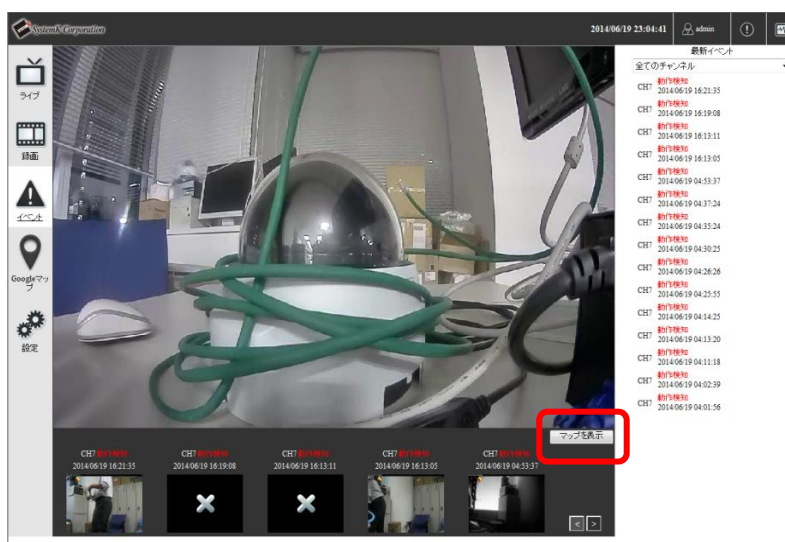 SystemK Corporation
2014/06/19 23:04:41
admin
ライブ
録画
イベント
Googleマッ
プ
設定
最新イベント
全てのチャンネル
CH7 動作検知
2014/06/19 16:21:35
CH7 動作検知
2014/06/19 16:19:08
CH7 動作検知
2014/06/19 16:13:11
CH7 動作検知
2014/06/19 16:13:05
CH7 動作検知
2014/06/19 04:53:37
CH7 動作検知
2014/06/19 04:37:24
CH7 動作検知
2014/06/19 04:35:24
CH7 動作検知
2014/06/19 04:30:25
CH7 動作検知
2014/06/19 04:26:26
CH7 動作検知
2014/06/19 04:25:55
CH7 動作検知
2014/06/19 04:14:25
CH7 動作検知
2014/06/19 04:13:20
CH7 動作検知
2014/06/19 04:11:18
CH7 動作検知
2014/06/19 04:02:39
CH7 動作検知
2014/06/19 04:01:56
マップを表示
CH7 動作検知
2014/06/19 16:21:35
CH7 動作検知
2014/06/19 16:19:08
CH7 動作検知
2014/06/19 16:13:11
CH7 動作検知
2014/06/19 16:13:05
CH7 動作検知
2014/06/19 04:53:37
< >